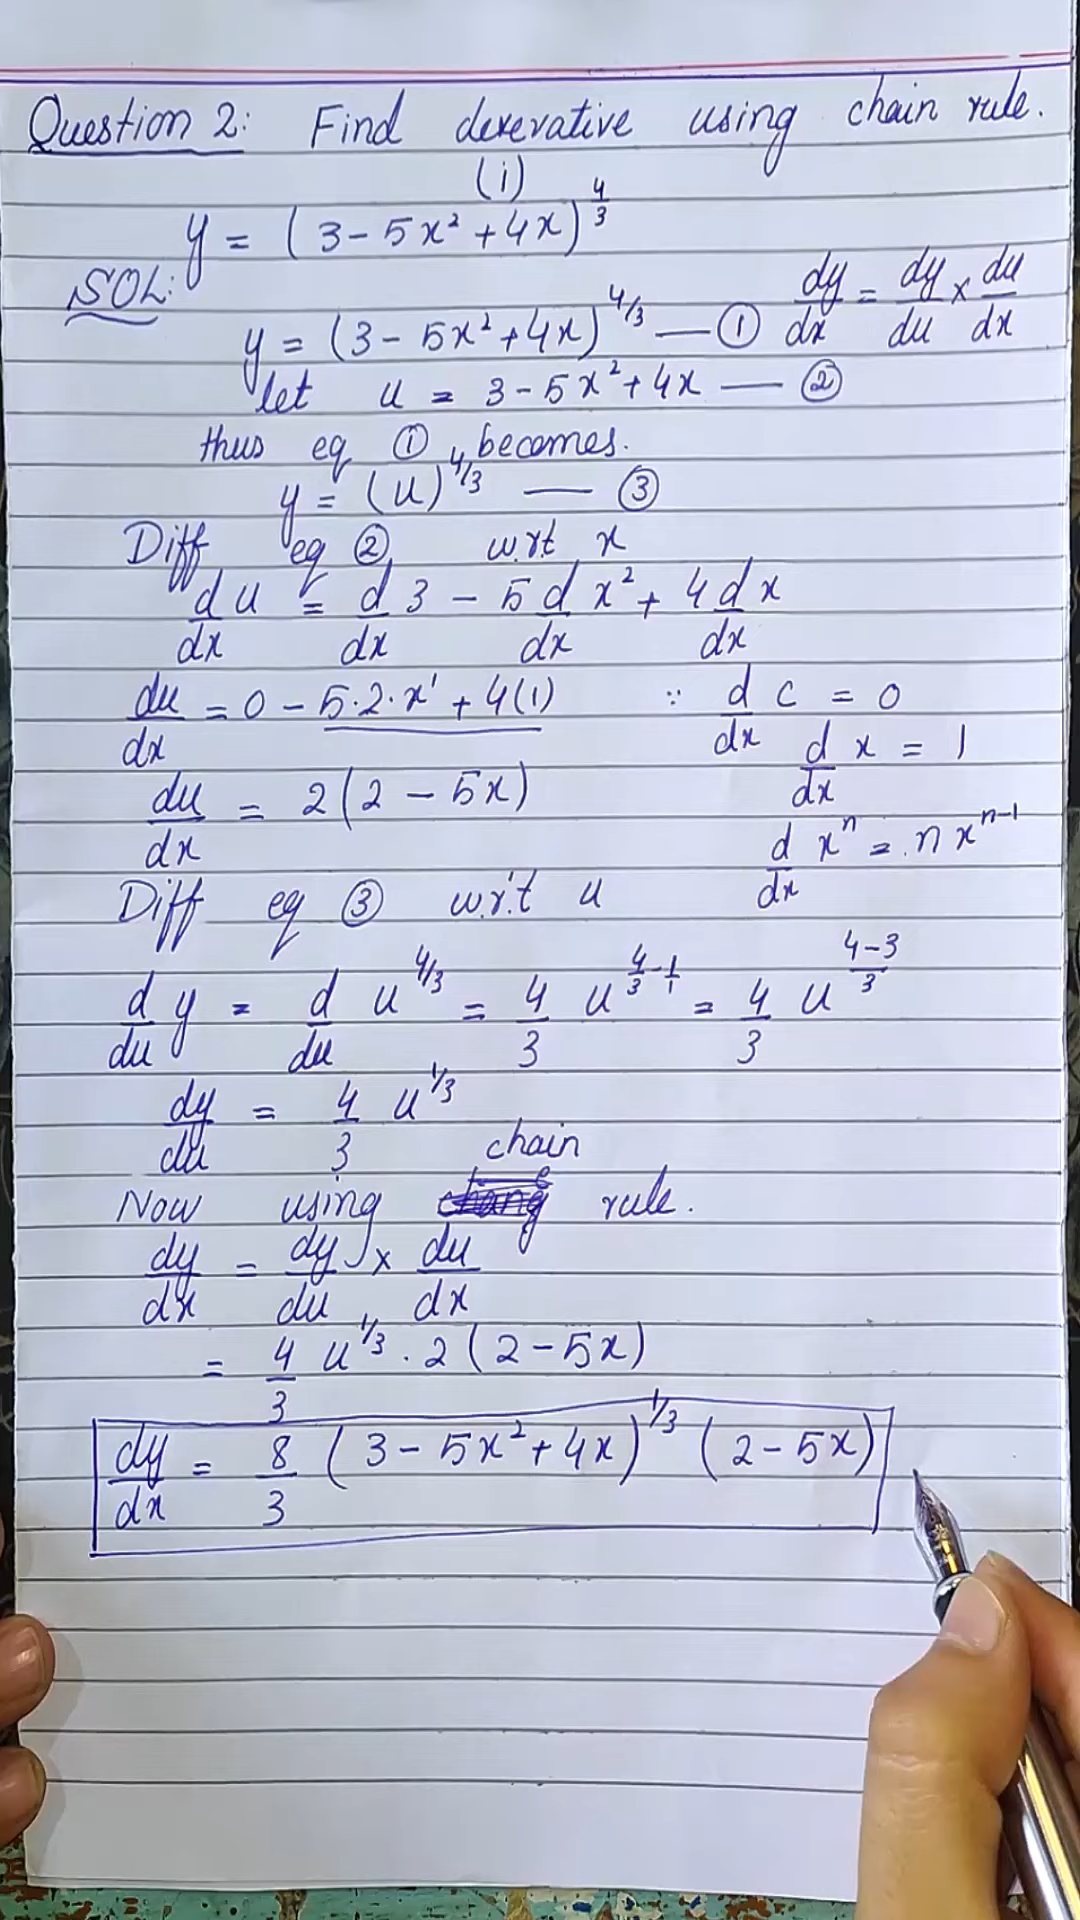 Question 2: Find dexevative using chain rule.
(i)
y = (3 - 5x² + 4x)^4/3
SOL:
y = (3 - 5x² + 4x)^4/3 — ① dy/dx = dy/du × du/dx
let u = 3 - 5x² + 4x — ②
thus eq ① becomes.
y = (u)^4/3 — ③
Diff eq ② w.rt x
d/dx u = d/dx 3 - 5 d/dx x² + 4 d/dx x
du/dx = 0 - 5·2·x¹ + 4(1) ∵ d/dx c = 0
d/dx x = 1
du/dx = 2(2 - 5x)
d/dx xⁿ = n xⁿ⁻¹
Diff eq ③ w.r.t u
d/du y = d/du u^4/3 = 4/3 u^(4/3 - 1/1) = 4/3 u^(4-3)/3
dy/du = 4/3 u^1/3
chain
Now using change rule.
dy/dx = dy/du × du/dx
= 4/3 u^1/3 · 2(2 - 5x)
dy/dx = 8/3 (3 - 5x² + 4x)^1/3 (2 - 5x)